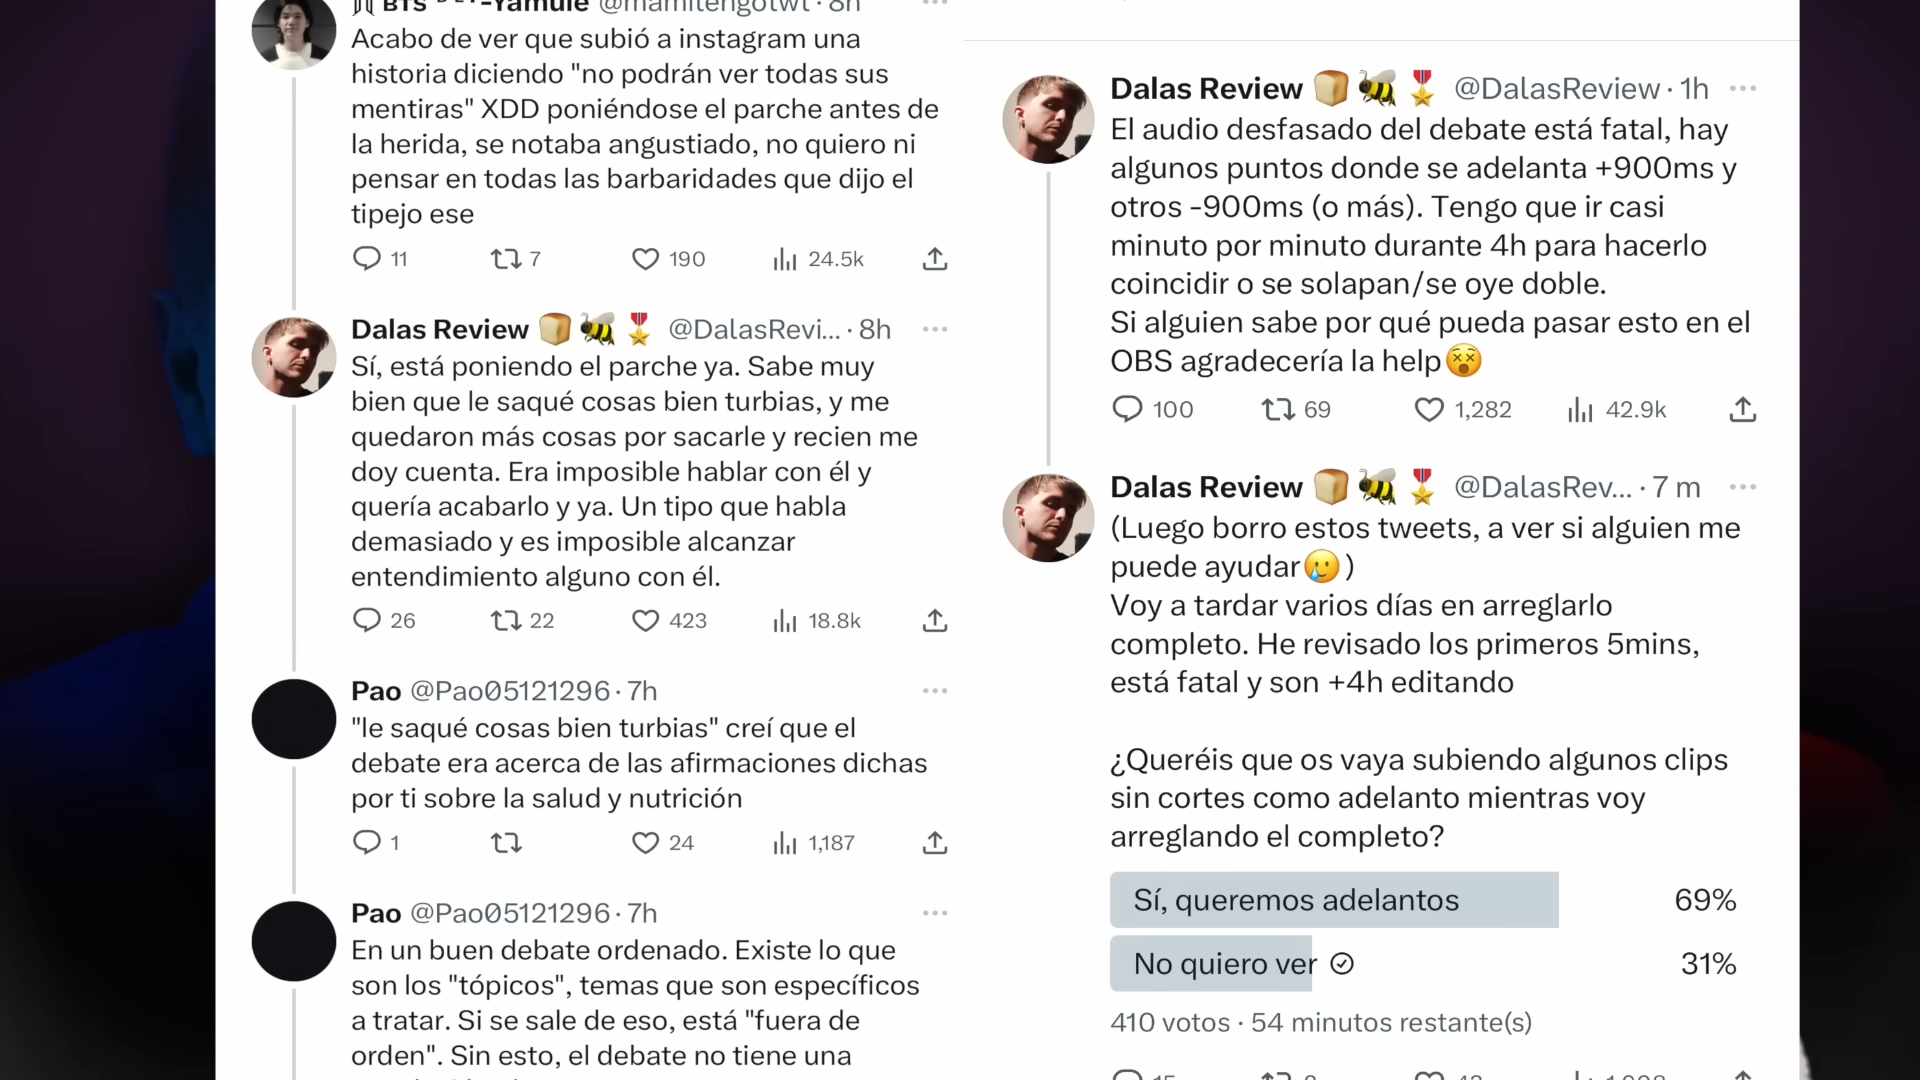 BTS -Yamule @mamitengotwt · 8h
Acabo de ver que subió a instagram una
historia diciendo "no podrán ver todas sus
mentiras" XDD poniéndose el parche antes de
la herida, se notaba angustiado, no quiero ni
pensar en todas las barbaridades que dijo el
tipejo ese
11 7 190 24.5k
Dalas Review 🍞🐝🎖️ @DalasRevi... · 8h
Sí, está poniendo el parche ya. Sabe muy
bien que le saqué cosas bien turbias, y me
quedaron más cosas por sacarle y recien me
doy cuenta. Era imposible hablar con él y
quería acabarlo y ya. Un tipo que habla
demasiado y es imposible alcanzar
entendimiento alguno con él.
26 22 423 18.8k
Pao @Pao05121296 · 7h
"le saqué cosas bien turbias" creí que el
debate era acerca de las afirmaciones dichas
por ti sobre la salud y nutrición
1 24 1,187
Pao @Pao05121296 · 7h
En un buen debate ordenado. Existe lo que
son los "tópicos", temas que son específicos
a tratar. Si se sale de eso, está "fuera de
orden". Sin esto, el debate no tiene una
Dalas Review 🍞🐝🎖️ @DalasReview · 1h
El audio desfasado del debate está fatal, hay
algunos puntos donde se adelanta +900ms y
otros -900ms (o más). Tengo que ir casi
minuto por minuto durante 4h para hacerlo
coincidir o se solapan/se oye doble.
Si alguien sabe por qué pueda pasar esto en el
OBS agradecería la help😵
100 69 1,282 42.9k
Dalas Review 🍞🐝🎖️ @DalasRev... · 7 m
(Luego borro estos tweets, a ver si alguien me
puede ayudar🥲)
Voy a tardar varios días en arreglarlo
completo. He revisado los primeros 5mins,
está fatal y son +4h editando
¿Queréis que os vaya subiendo algunos clips
sin cortes como adelanto mientras voy
arreglando el completo?
Sí, queremos adelantos 69%
No quiero ver 31%
410 votos · 54 minutos restante(s)